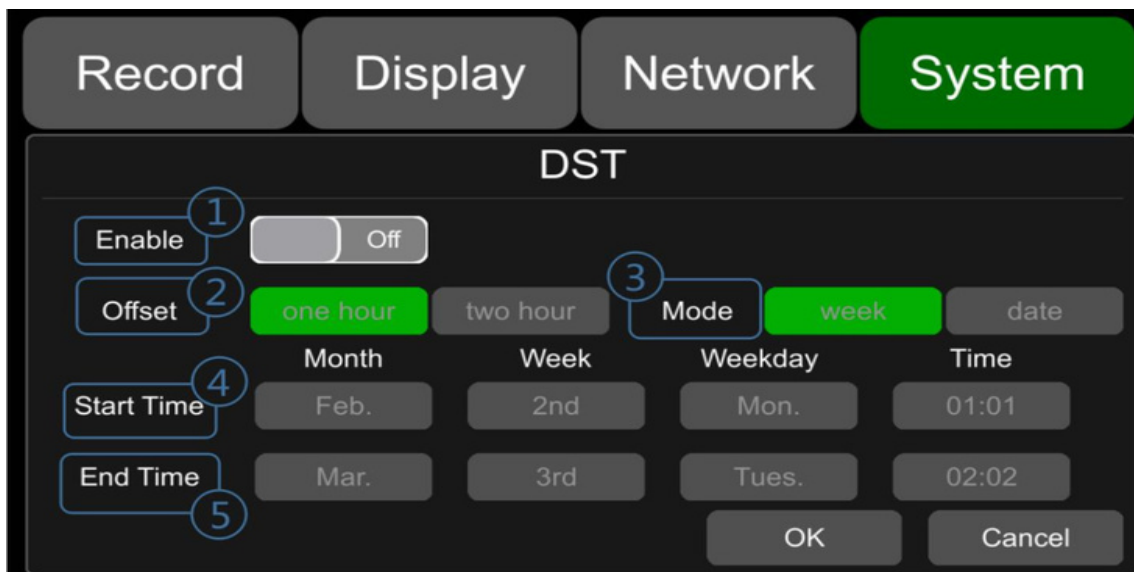 Record Display Network System
DST
1
Enable Off
2 3
Offset one hour two hour Mode week date
Month Week Weekday Time
4
Start Time Feb. 2nd Mon. 01:01
End Time Mar. 3rd Tues. 02:02
5
OK Cancel